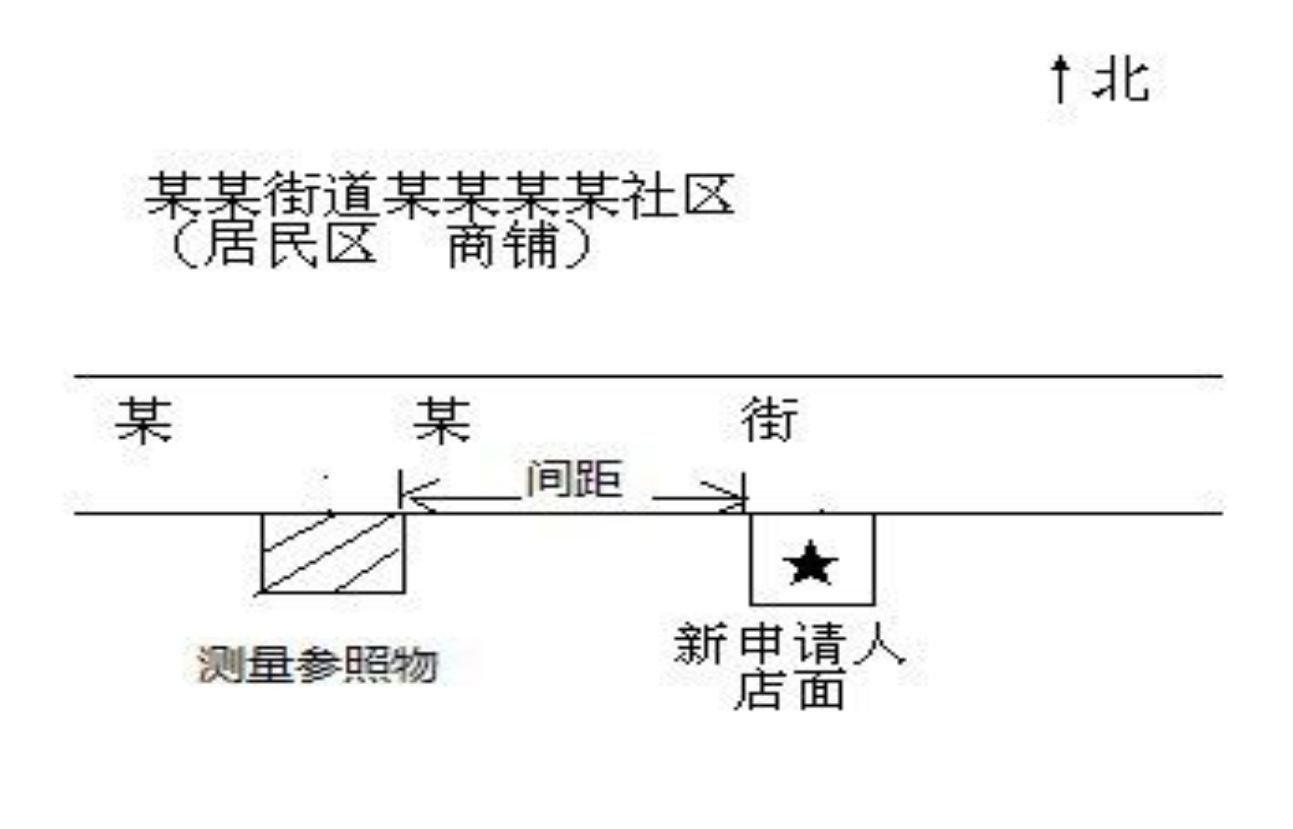 ↑北
某某街道某某某某社区
（居民区　商铺）
某　某　街
间距
测量参照物
新申请人
店面